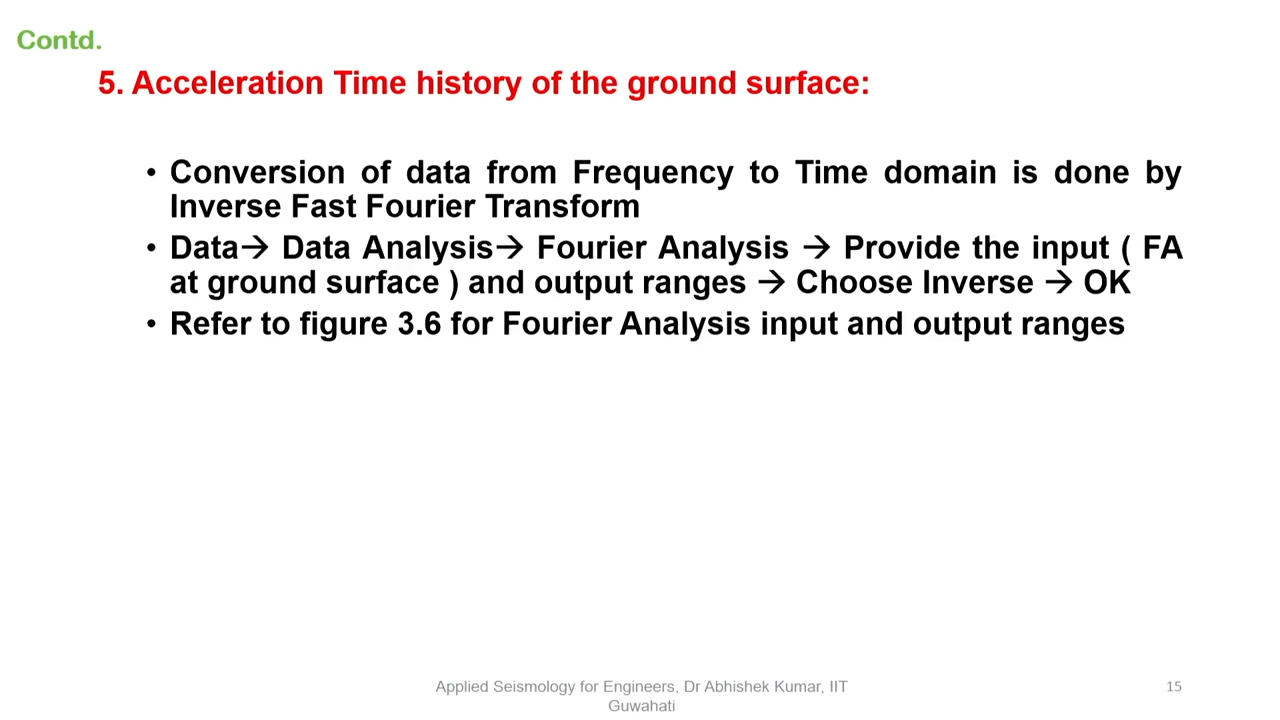 Contd.
5. Acceleration Time history of the ground surface:
• Conversion of data from Frequency to Time domain is done by
Inverse Fast Fourier Transform
• Data→ Data Analysis→ Fourier Analysis → Provide the input ( FA
at ground surface ) and output ranges → Choose Inverse → OK
• Refer to figure 3.6 for Fourier Analysis input and output ranges
Applied Seismology for Engineers, Dr Abhishek Kumar, IIT
Guwahati
15